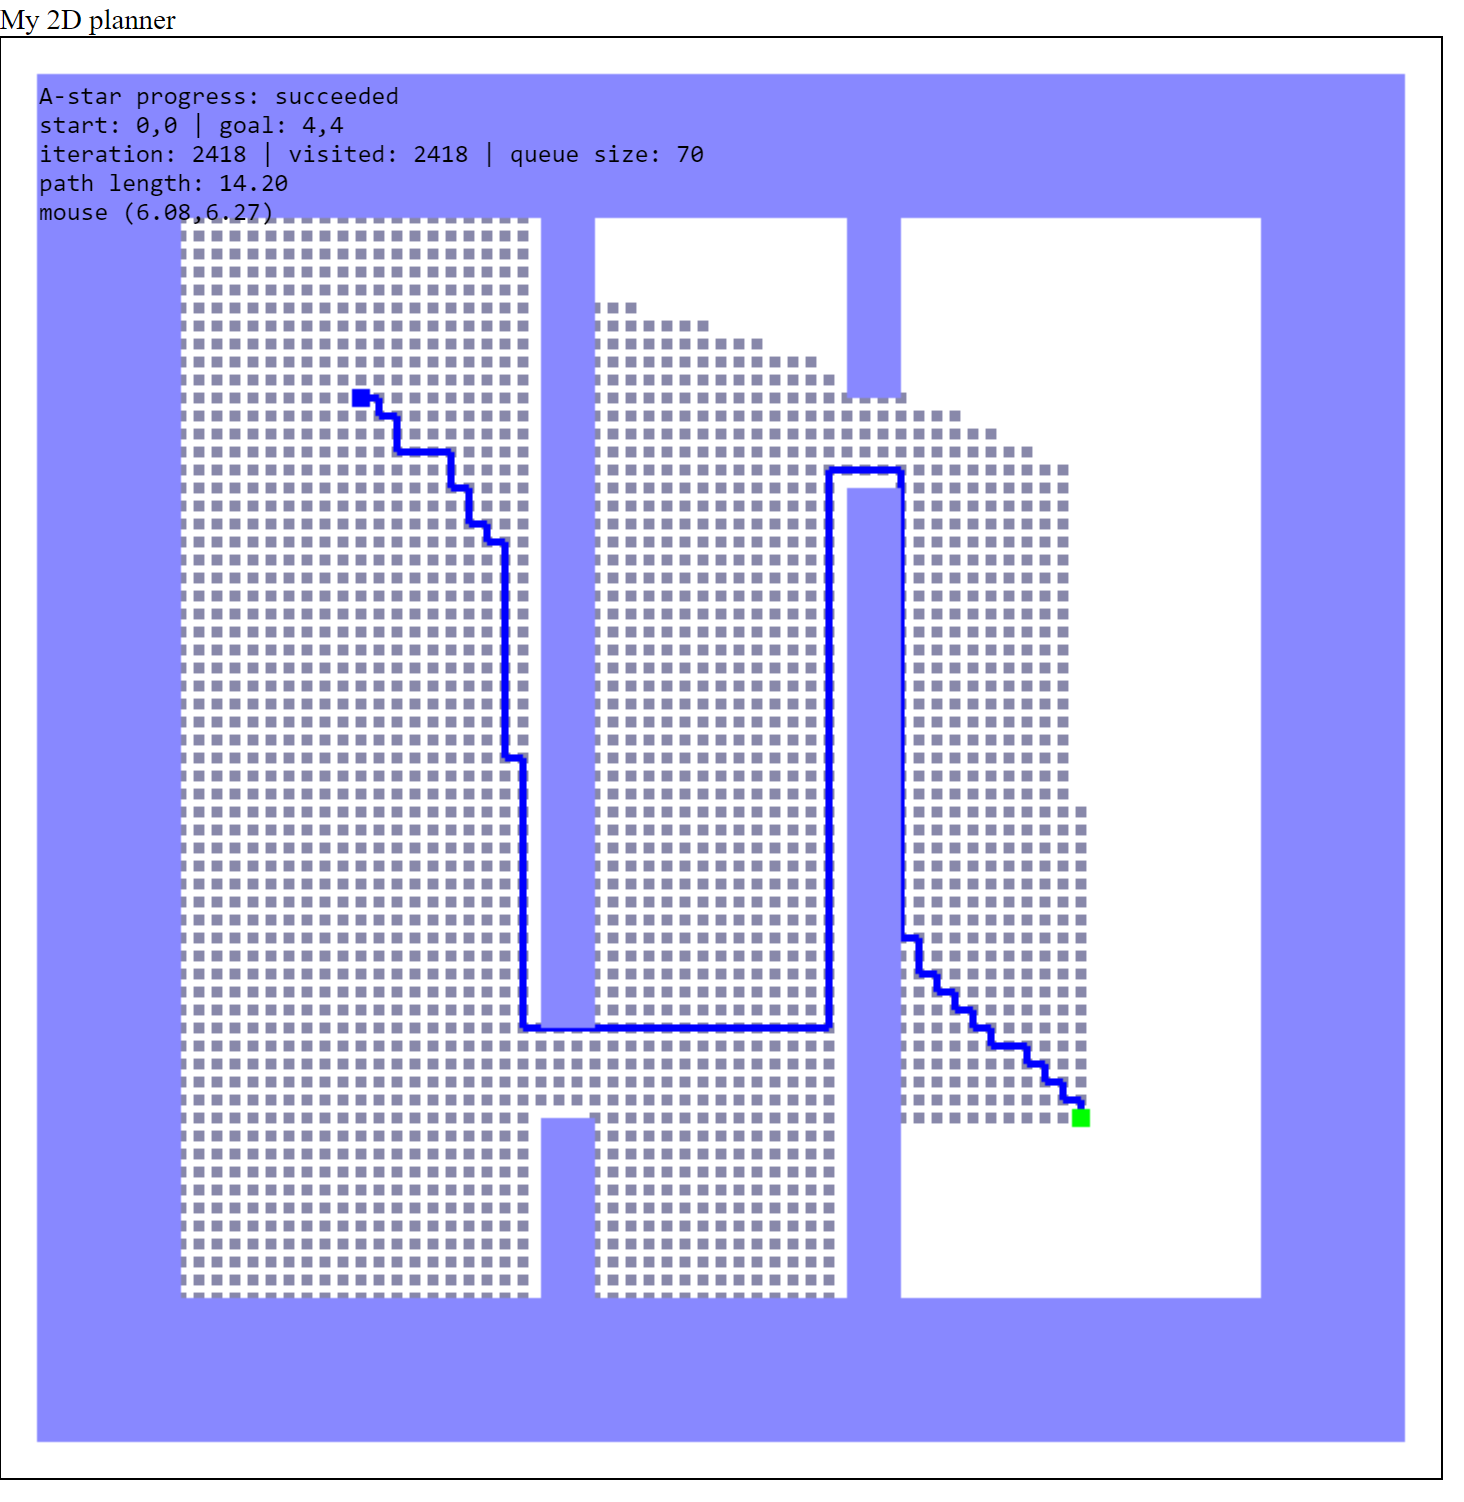 My 2D planner
A-star progress: succeeded
start: 0,0 | goal: 4,4
iteration: 2418 | visited: 2418 | queue size: 70
path length: 14.20
mouse (6.08,6.27)